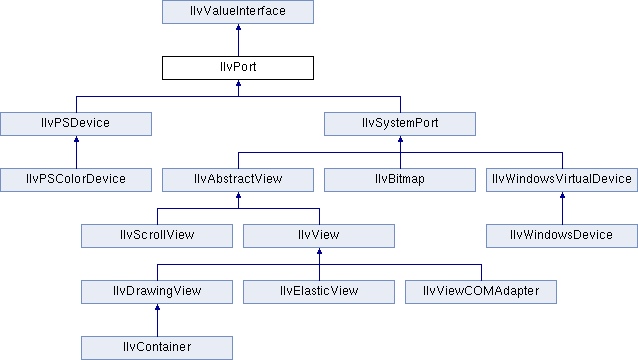 IlvValueInterface
IlvPort
IlvPSDevice
IlvSystemPort
IlvPSColorDevice
IlvAbstractView
IlvBitmap
IlvWindowsVirtualDevice
IlvScrollView
IlvView
IlvWindowsDevice
IlvDrawingView
IlvElasticView
IlvViewCOMAdapter
IlvContainer